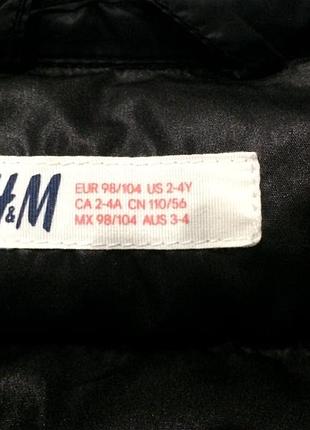 H&M
EUR 98/104 US 2-4Y
CA 2-4A CN 110/56
MX 98/104 AUS 3-4